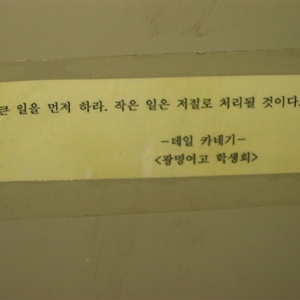 큰 일을 먼저 하라. 작은 일은 저절로 처리될 것이다.
-데일 카네기-
<광명여고 학생회>